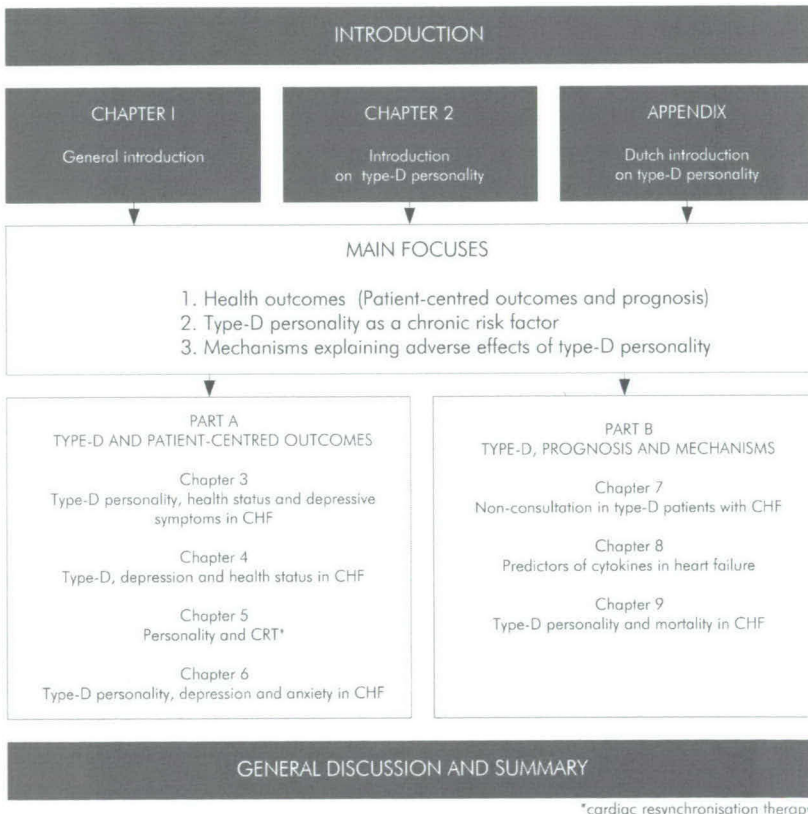 INTRODUCTION
CHAPTER I
General introduction
CHAPTER 2
Introduction
on type-D personality
APPENDIX
Dutch introduction
on type-D personality
MAIN FOCUSES
1. Health outcomes (Patient-centred outcomes and prognosis)
2. Type-D personality as a chronic risk factor
3. Mechanisms explaining adverse effects of type-D personality
PART A
TYPE-D AND PATIENT-CENTRED OUTCOMES
Chapter 3
Type-D personality, health status and depressive
symptoms in CHF
Chapter 4
Type-D, depression and health status in CHF
Chapter 5
Personality and CRT*
Chapter 6
Type-D personality, depression and anxiety in CHF
PART B
TYPE-D, PROGNOSIS AND MECHANISMS
Chapter 7
Non-consultation in type-D patients with CHF
Chapter 8
Predictors of cytokines in heart failure
Chapter 9
Type-D personality and mortality in CHF
GENERAL DISCUSSION AND SUMMARY
*cardiac resynchronisation therapy